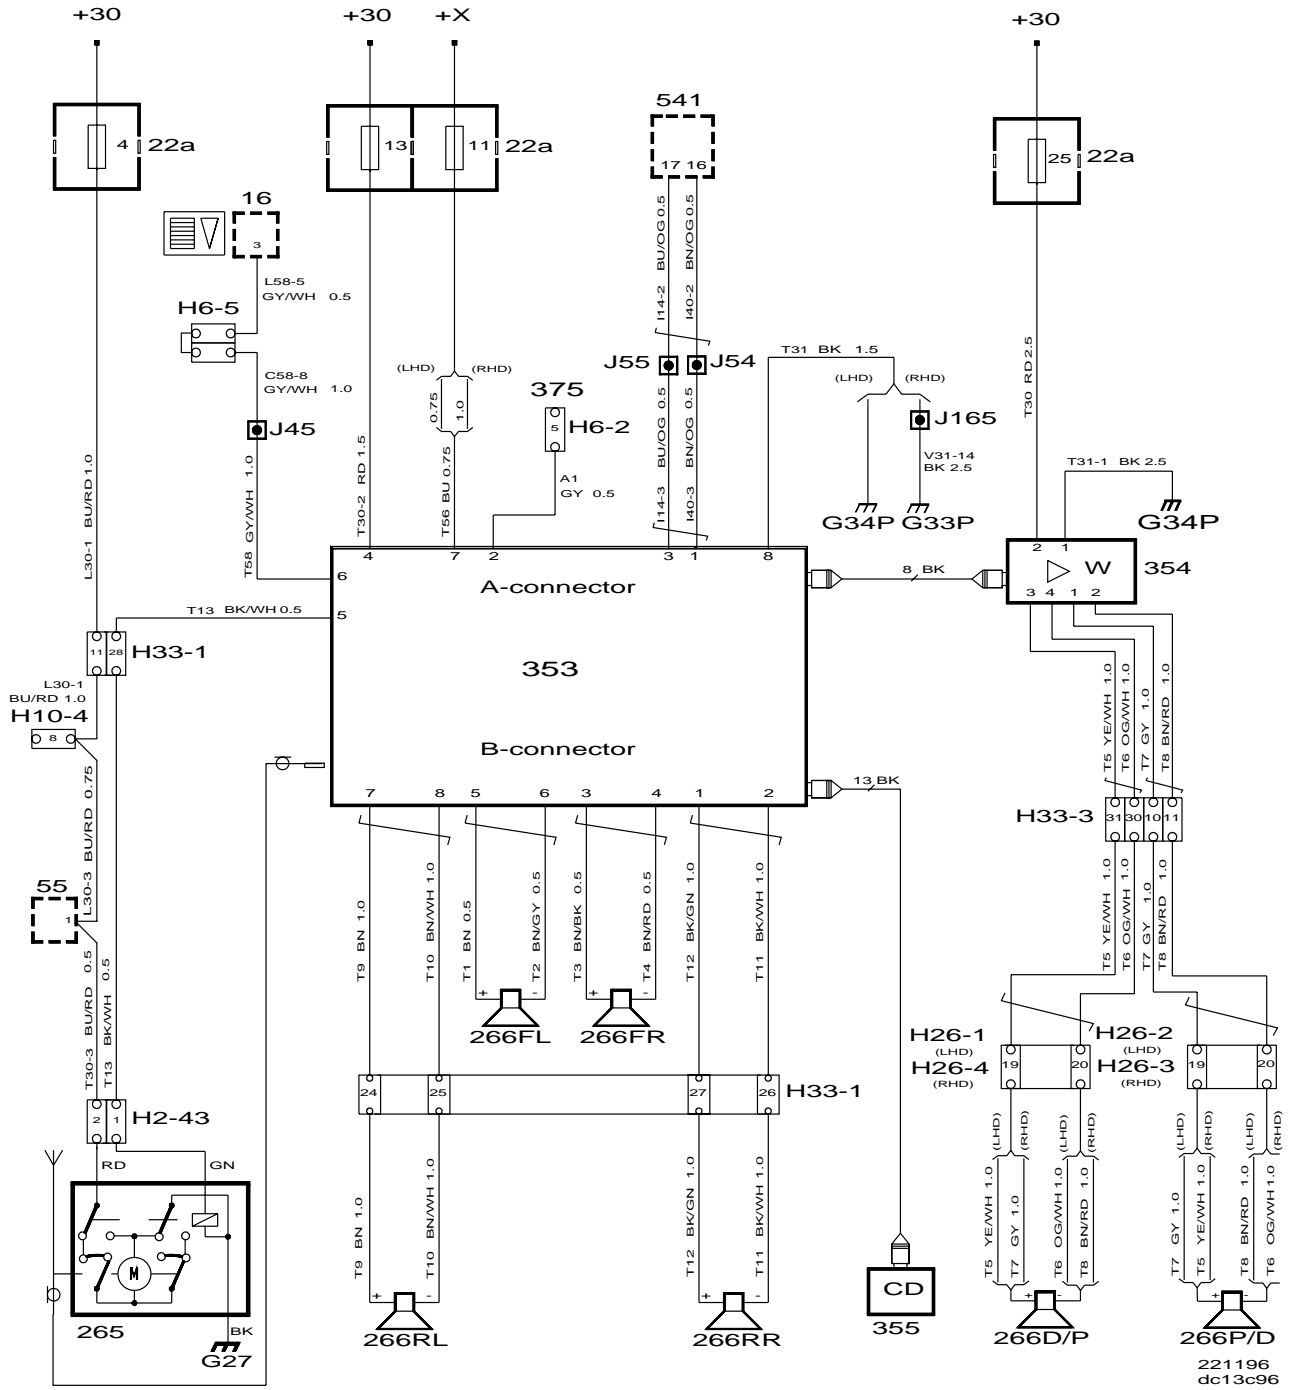 +30
+30
+X
+30
4
22a
13
11
22a
541
17 16
25
22a
16
3
L58-5
GY/WH 0.5
H6-5
C58-8
GY/WH 1.0
J45
T58 GY/WH 1.0
L30-1 BU/RD 1.0
T30-2 RD 1.5
(LHD)
(RHD)
0.75
1.0
T56 BU 0.75
375
5
H6-2
A1
GY 0.5
I14-2 BU/OG 0.5
I40-2 BN/OG 0.5
J55
J54
I14-3 BU/OG 0.5
I40-3 BN/OG 0.5
T31 BK 1.5
(LHD)
(RHD)
J165
V31-14
BK 2.5
G34P
G33P
T30 RD 2.5
T31-1 BK 2.5
G34P
4
7
2
3
1
8
6
5
A-connector
353
B-connector
7
8
5
6
3
4
1
2
8 BK
2
1
W
354
3
4
1
2
T13 BK/WH 0.5
11
28
H33-1
L30-1
BU/RD 1.0
H10-4
8
L30-3 BU/RD 0.75
55
1
T30-3 BU/RD 0.5
T13 BK/WH 0.5
2
1
H2-43
RD
GN
M
265
BK
G27
13 BK
T9 BN 1.0
T10 BN/WH 1.0
T1 BN 0.5
T2 BN/GY 0.5
T3 BN/BK 0.5
T4 BN/RD 0.5
T12 BK/GN 1.0
T11 BK/WH 1.0
+
-
266FL
+
-
266FR
24
25
27
26
H33-1
T9 BN 1.0
T10 BN/WH 1.0
T12 BK/GN 1.0
T11 BK/WH 1.0
+
-
266RL
+
-
266RR
CD
355
T5 YE/WH 1.0
T6 OG/WH 1.0
T7 GY 1.0
T8 BN/RD 1.0
H33-3
31
30
10
11
T5 YE/WH 1.0
T6 OG/WH 1.0
T7 GY 1.0
T8 BN/RD 1.0
H26-1
(LHD)
H26-4
(RHD)
19
20
H26-2
(LHD)
H26-3
(RHD)
19
20
(LHD)
(RHD)
(LHD)
(RHD)
(LHD)
(RHD)
(LHD)
(RHD)
T5 YE/WH 1.0
T7 GY 1.0
T6 OG/WH 1.0
T8 BN/RD 1.0
T7 GY 1.0
T5 YE/WH 1.0
T8 BN/RD 1.0
T6 OG/WH 1.0
+
-
266D/P
+
-
266P/D
221196
dc13c96